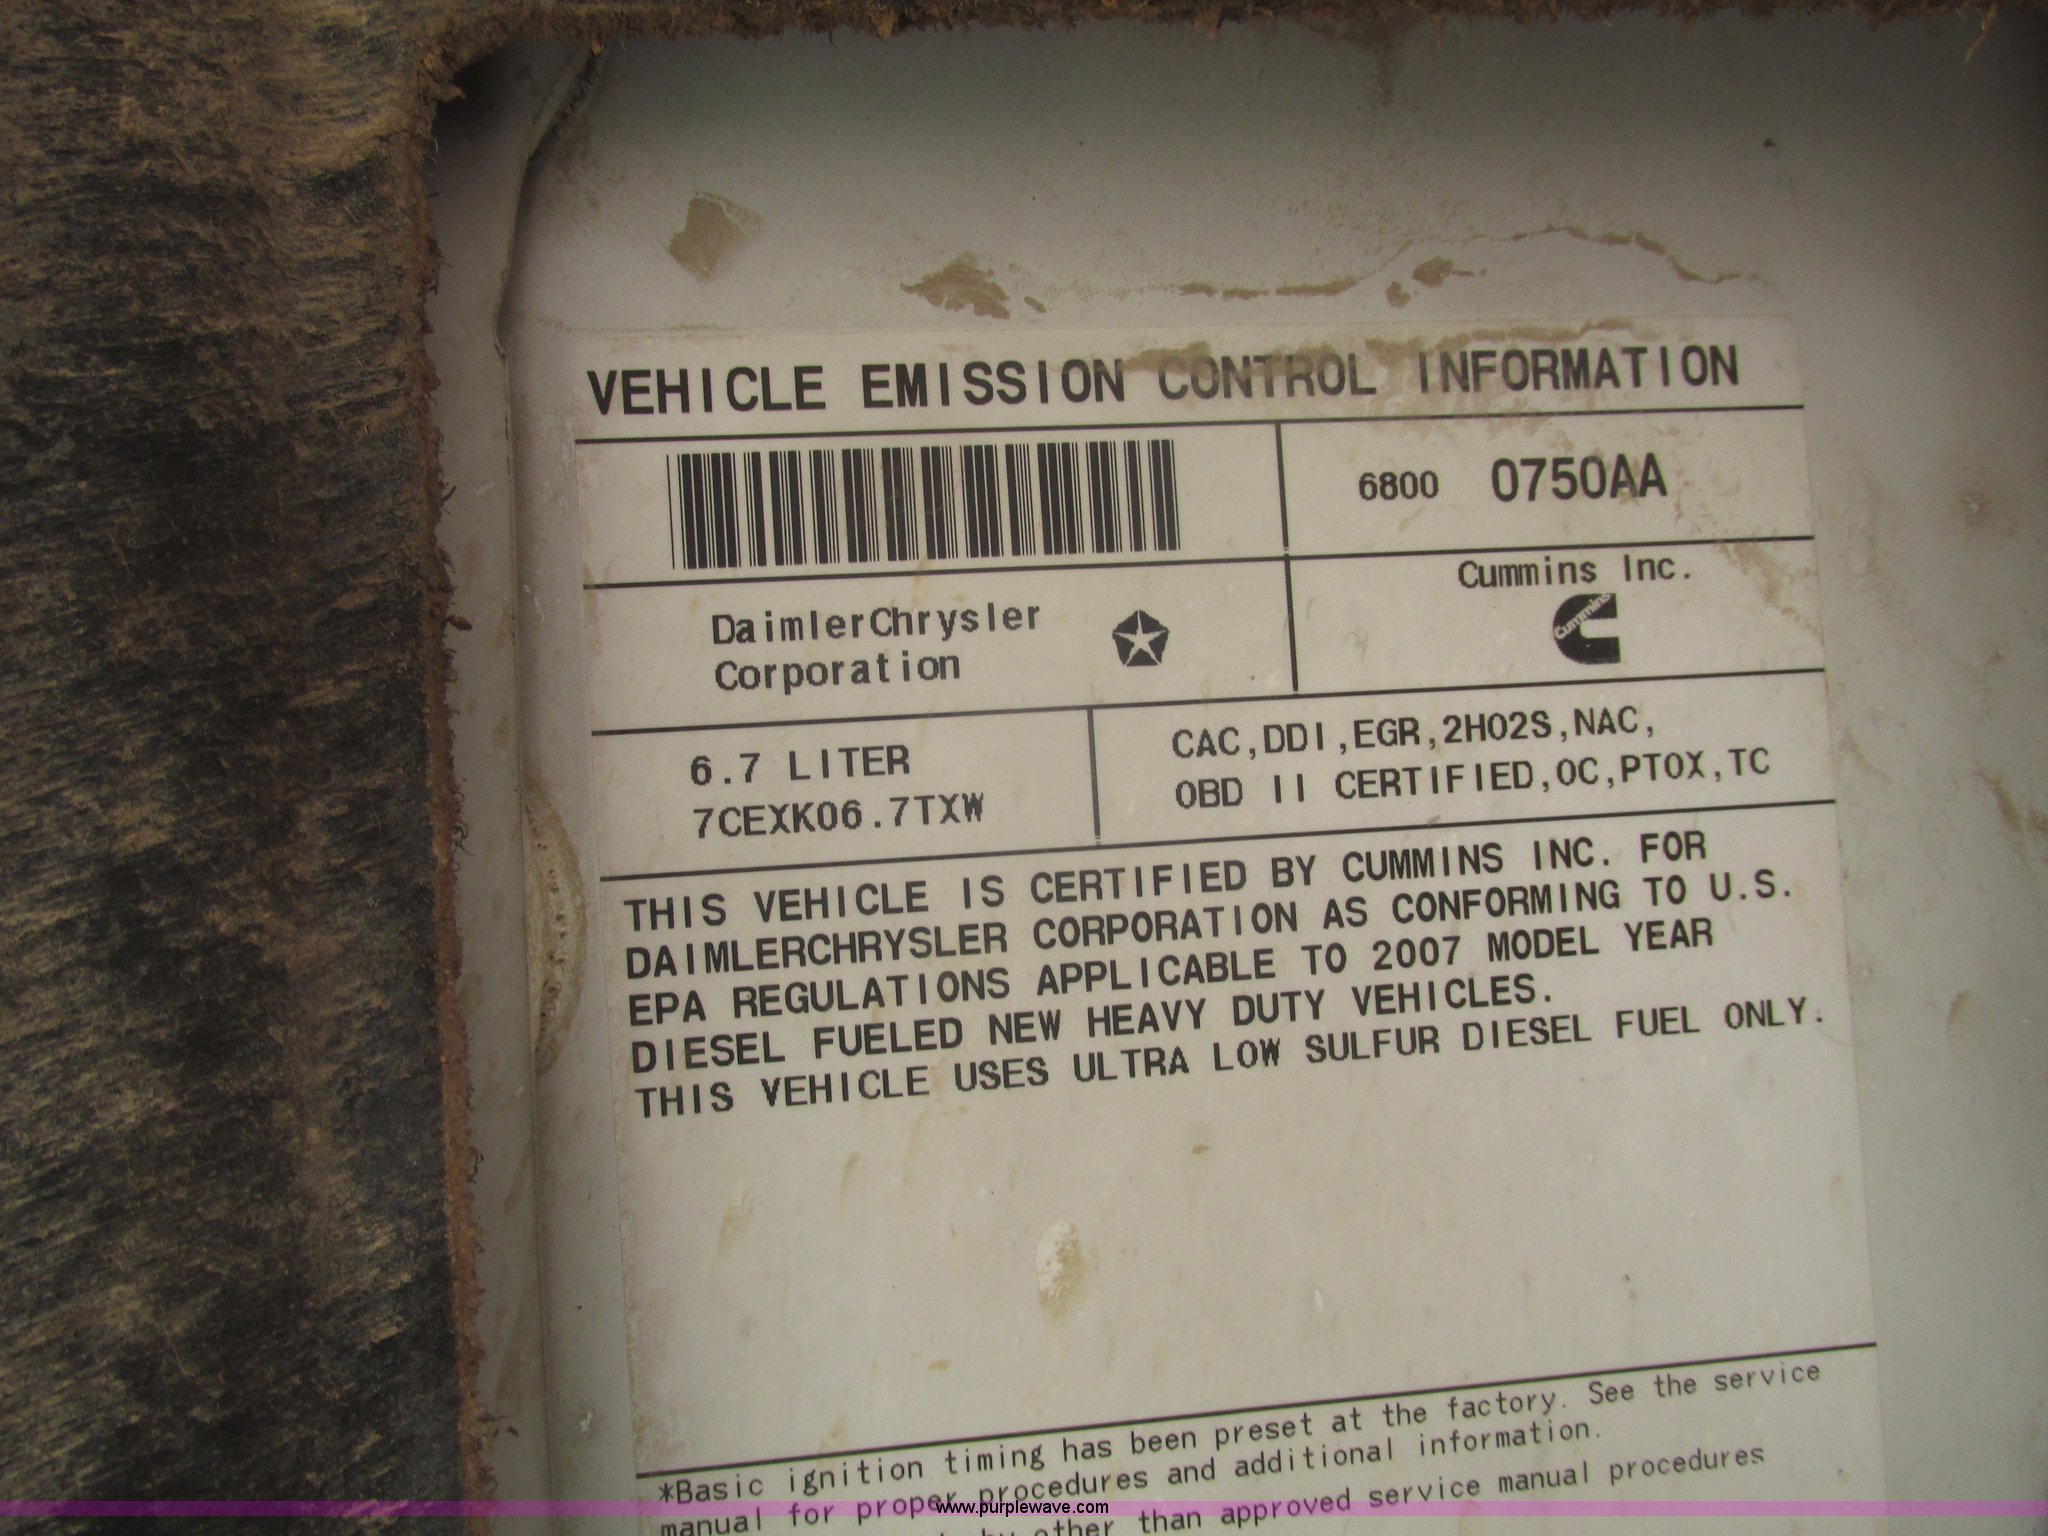 VEHICLE EMISSION CONTROL INFORMATION
6800 0750AA
DaimlerChrysler
Corporation
Cummins Inc.
Cummins
6.7 LITER
7CEXK06.7TXW
CAC,DDI,EGR,2HO2S,NAC,
OBD II CERTIFIED,OC,PTOX,TC
THIS VEHICLE IS CERTIFIED BY CUMMINS INC. FOR
DAIMLERCHRYSLER CORPORATION AS CONFORMING TO U.S.
EPA REGULATIONS APPLICABLE TO 2007 MODEL YEAR
DIESEL FUELED NEW HEAVY DUTY VEHICLES.
THIS VEHICLE USES ULTRA LOW SULFUR DIESEL FUEL ONLY.
*Basic ignition timing has been preset at the factory. See the service
manual for proper procedures and additional information.
by other than approved service manual procedures
www.purplewave.com